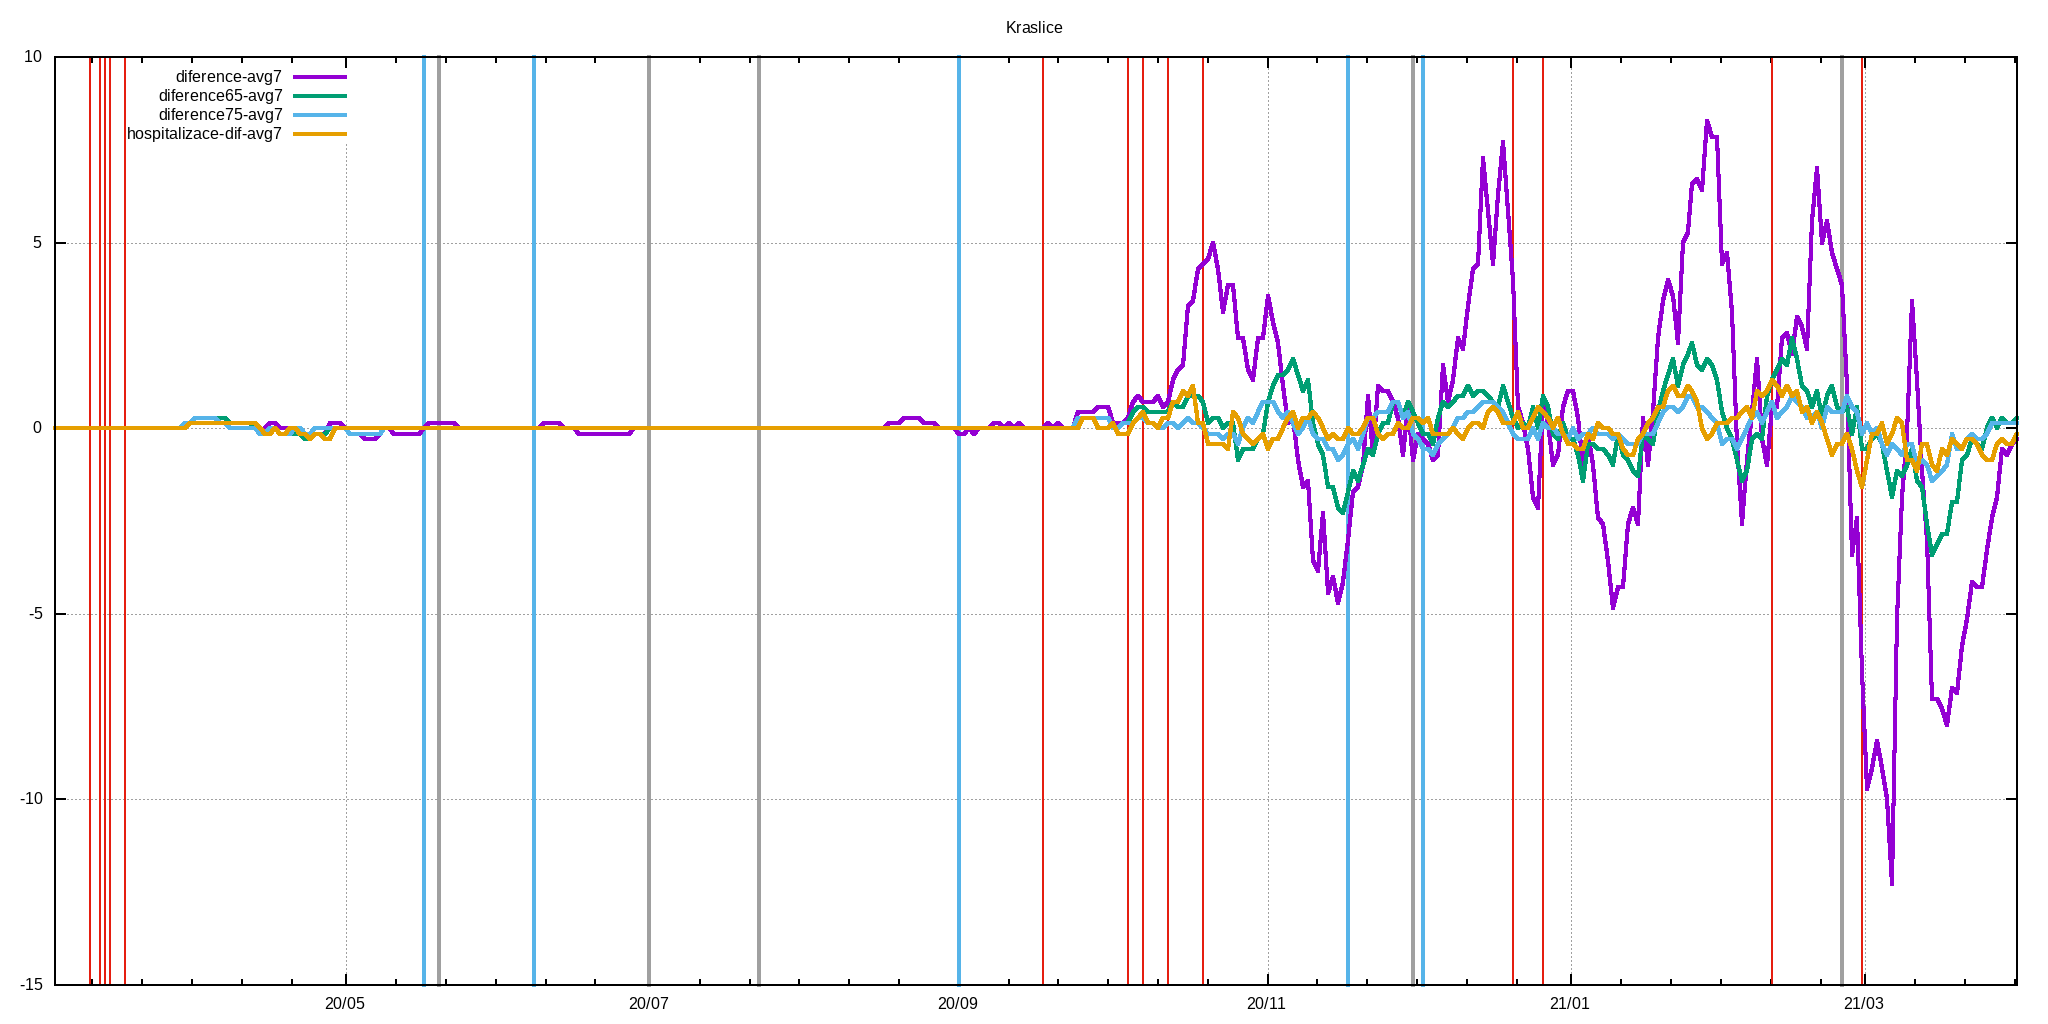 Kraslice
10
diference-avg7
diference65-avg7
diference75-avg7
hospitalizace-dif-avg7
5
0
-5
-10
-15
20/05 20/07 20/09 20/11 21/01 21/03